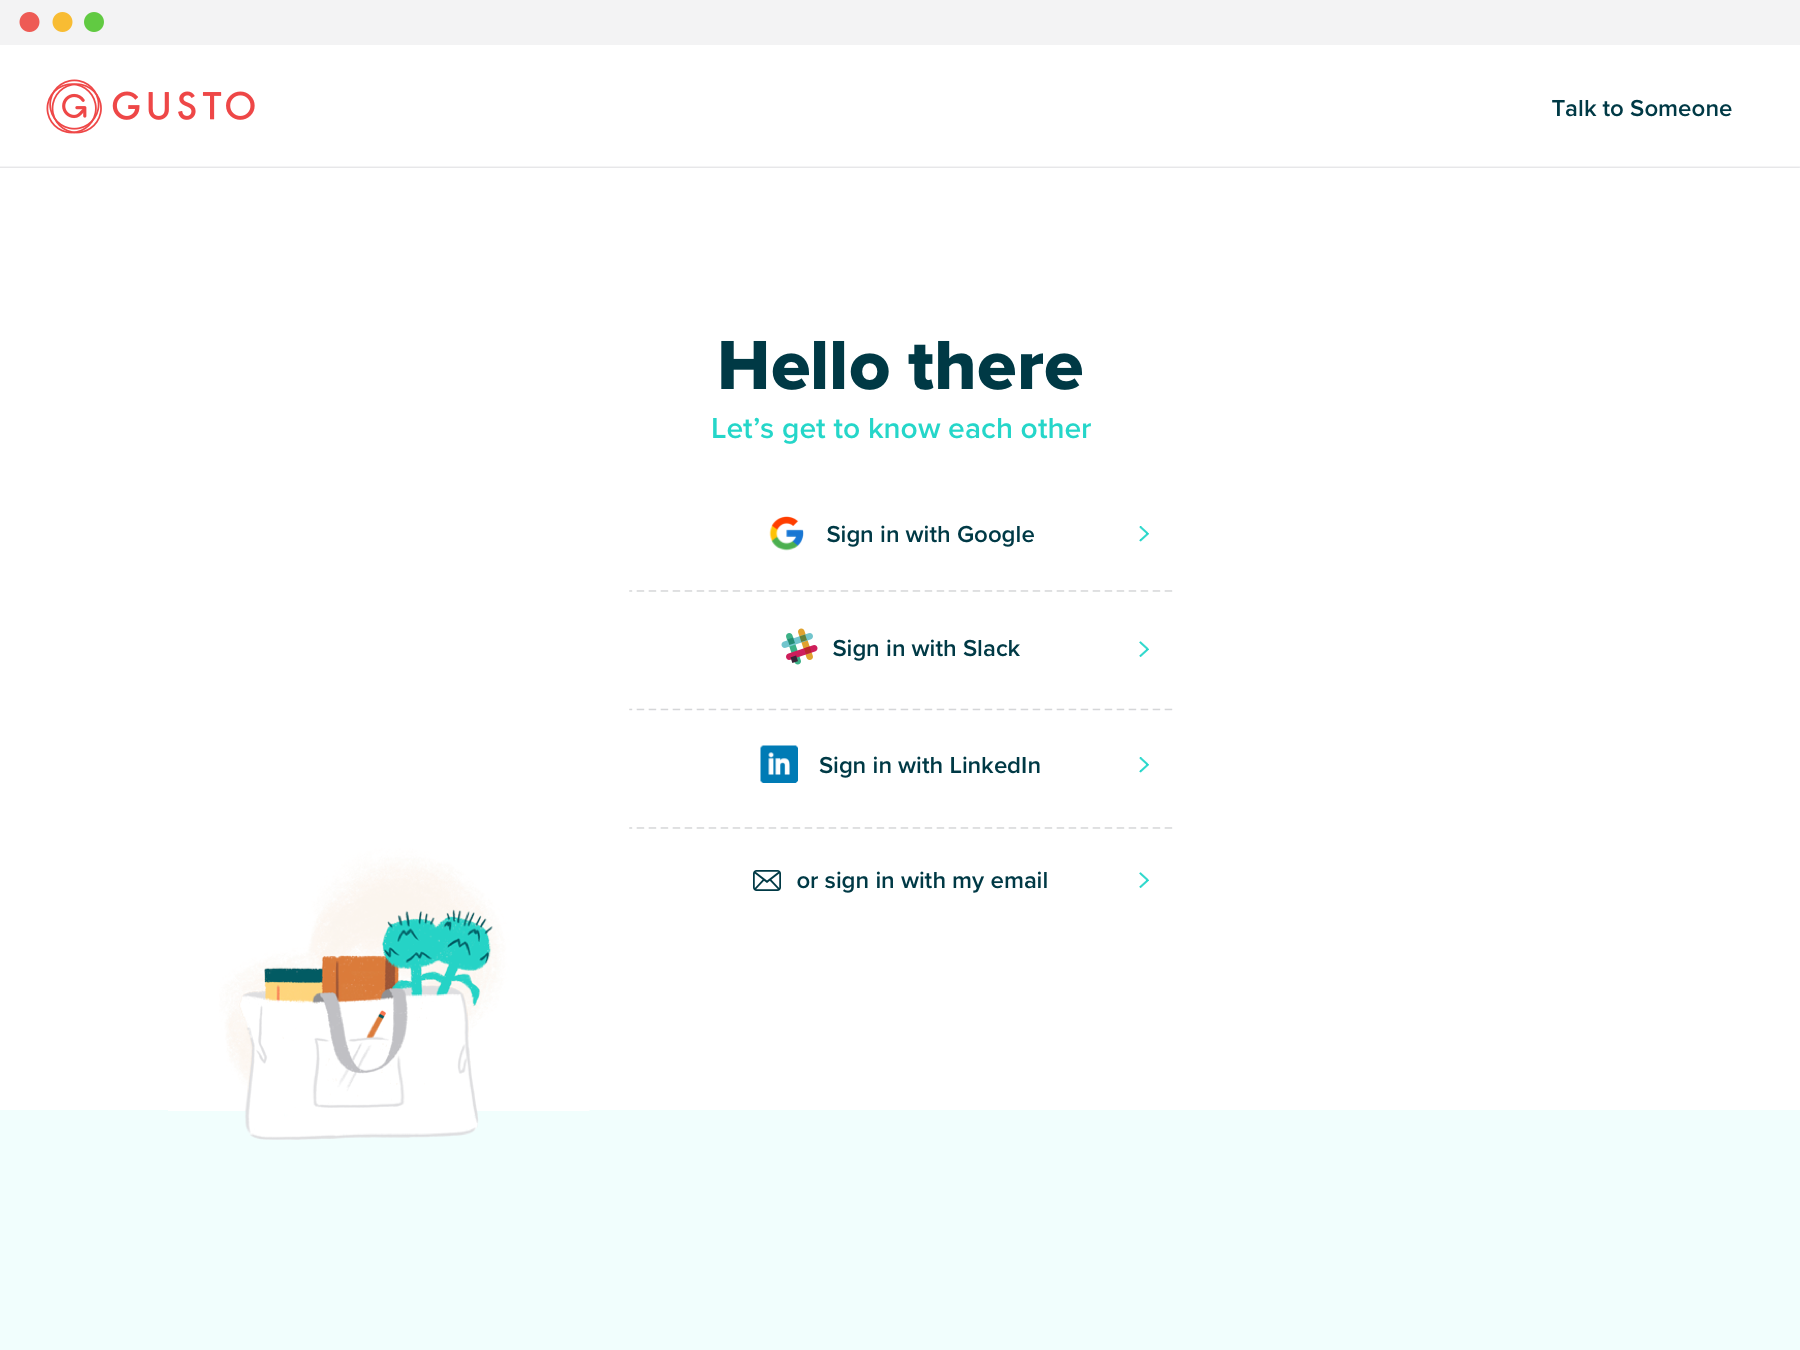 GUSTO
Talk to Someone
Hello there
Let's get to know each other
Sign in with Google
Sign in with Slack
in
Sign in with LinkedIn
or sign in with my email